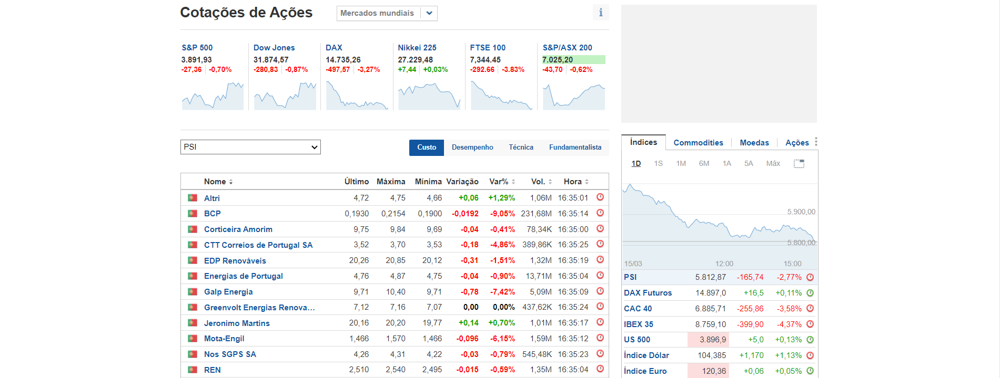 Cotações de Ações
Mercados mundiais
i
S&P 500 Dow Jones DAX Nikkei 225 FTSE 100 S&P/ASX 200
3.891,93 31.874,57 14.735,26 27.229,48 7,344.45 7.025,20
-27,36 -0,70% -280,83 -0,87% -497,57 -3,27% +7,44 +0,03% -292.66 -3.83% -43,70 -0,62%
PSI
Custo Desempenho Técnica Fundamentalista
Nome Último Máxima Mínima Variação Var% Vol. Hora
Altri 4,72 4,75 4,66 +0,06 +1,29% 1,06M 16:35:01
BCP 0,1930 0,2154 0,1900 -0,0192 -9,05% 231,68M 16:35:14
Corticeira Amorim 9,75 9,84 9,69 -0,04 -0,41% 78,34K 16:35:00
CTT Correios de Portugal SA 3,52 3,70 3,53 -0,18 -4,86% 389,86K 16:35:25
EDP Renováveis 20,26 20,85 20,12 -0,31 -1,51% 1,32M 16:35:19
Energias de Portugal 4,76 4,87 4,75 -0,04 -0,90% 13,71M 16:35:04
Galp Energia 9,71 10,40 9,71 -0,78 -7,42% 5,09M 16:35:09
Greenvolt Energias Renova... 7,12 7,16 7,07 0,00 0,00% 437,62K 16:35:24
Jeronimo Martins 20,16 20,20 19,77 +0,14 +0,70% 1,01M 16:35:17
Mota-Engil 1,466 1,570 1,466 -0,096 -6,15% 1,59M 16:35:12
Nos SGPS SA 4,26 4,31 4,22 -0,03 -0,79% 545,48K 16:35:23
REN 2,510 2,540 2,495 -0,015 -0,59% 1,35M 16:35:04
Índices Commodities Moedas Ações
1D 1S 1M 6M 1A 5A Máx
5.900,00
5.800,00
15/03 12:00 15:00
PSI 5.812,87 -165,74 -2,77%
DAX Futuros 14.897,0 +16,5 +0,11%
CAC 40 6.885,71 -255,86 -3,58%
IBEX 35 8.759,10 -399,90 -4,37%
US 500 3.896,9 +5,0 +0,13%
Índice Dólar 104,385 +1,170 +1,13%
Índice Euro 120,36 +0,06 +0,05%